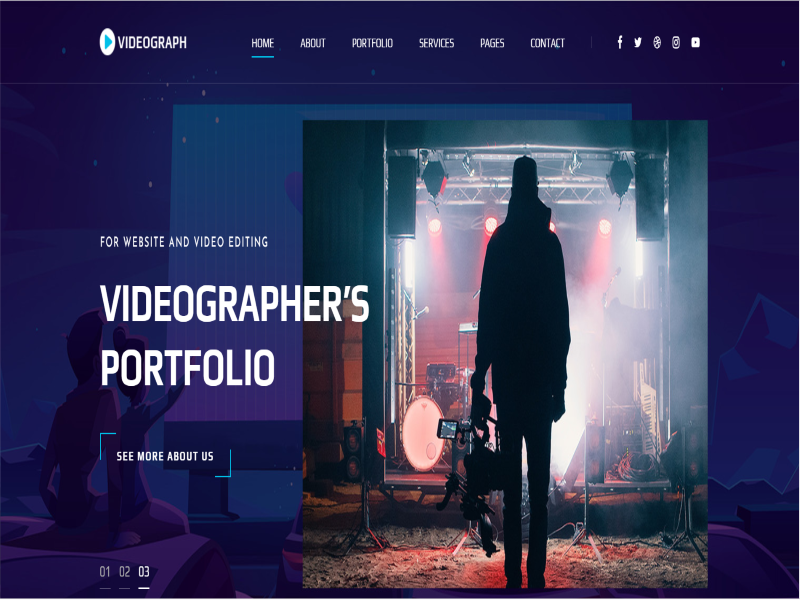 VIDEOGRAPH
HOME ABOUT PORTFOLIO SERVICES PAGES CONTACT
FOR WEBSITE AND VIDEO EDITING
VIDEOGRAPHER'S
PORTFOLIO
SEE MORE ABOUT US
01 02 03